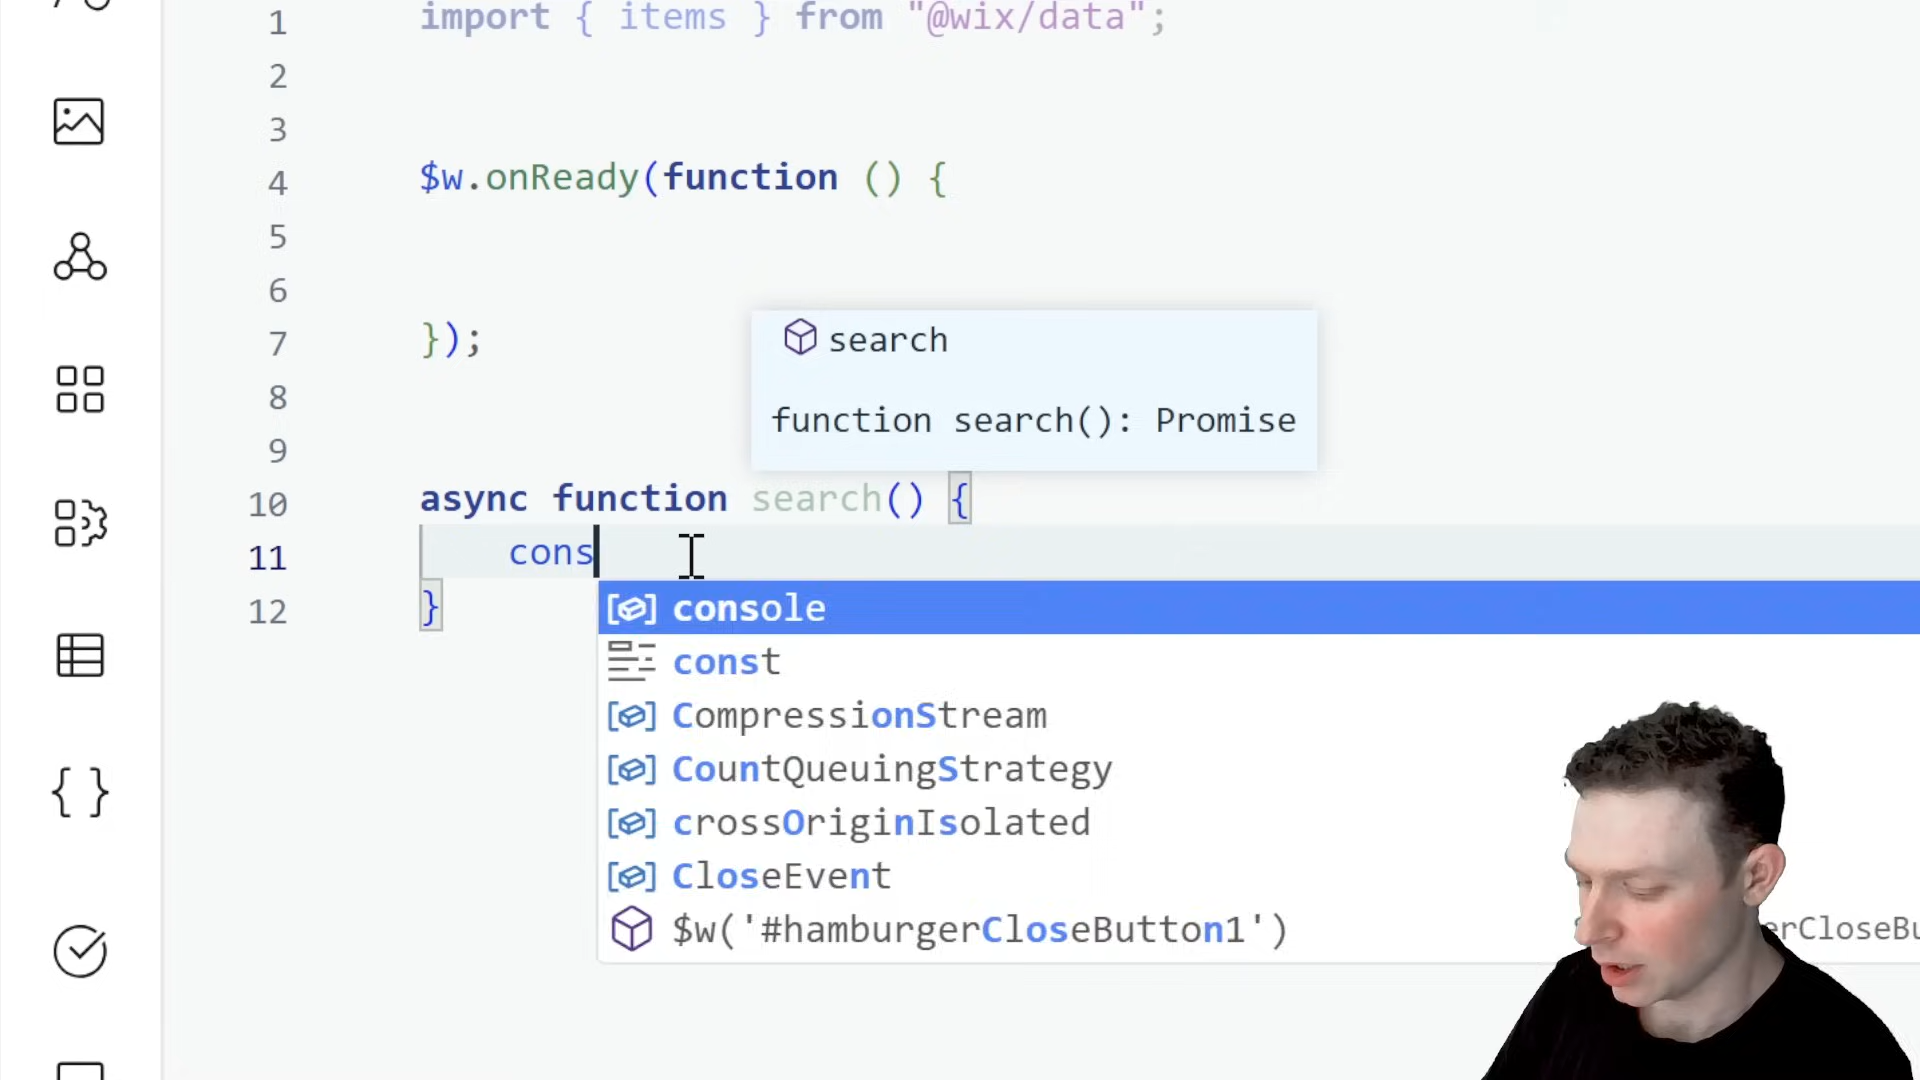 1 import { items } from "@wix/data";
2
3
4 $w.onReady(function () {
5
6
7 });
8
9
10 async function search() {
11 cons
12 }
search
function search(): Promise
console
const
CompressionStream
CountQueuingStrategy
crossOriginIsolated
CloseEvent
$w('#hamburgerCloseButton1')